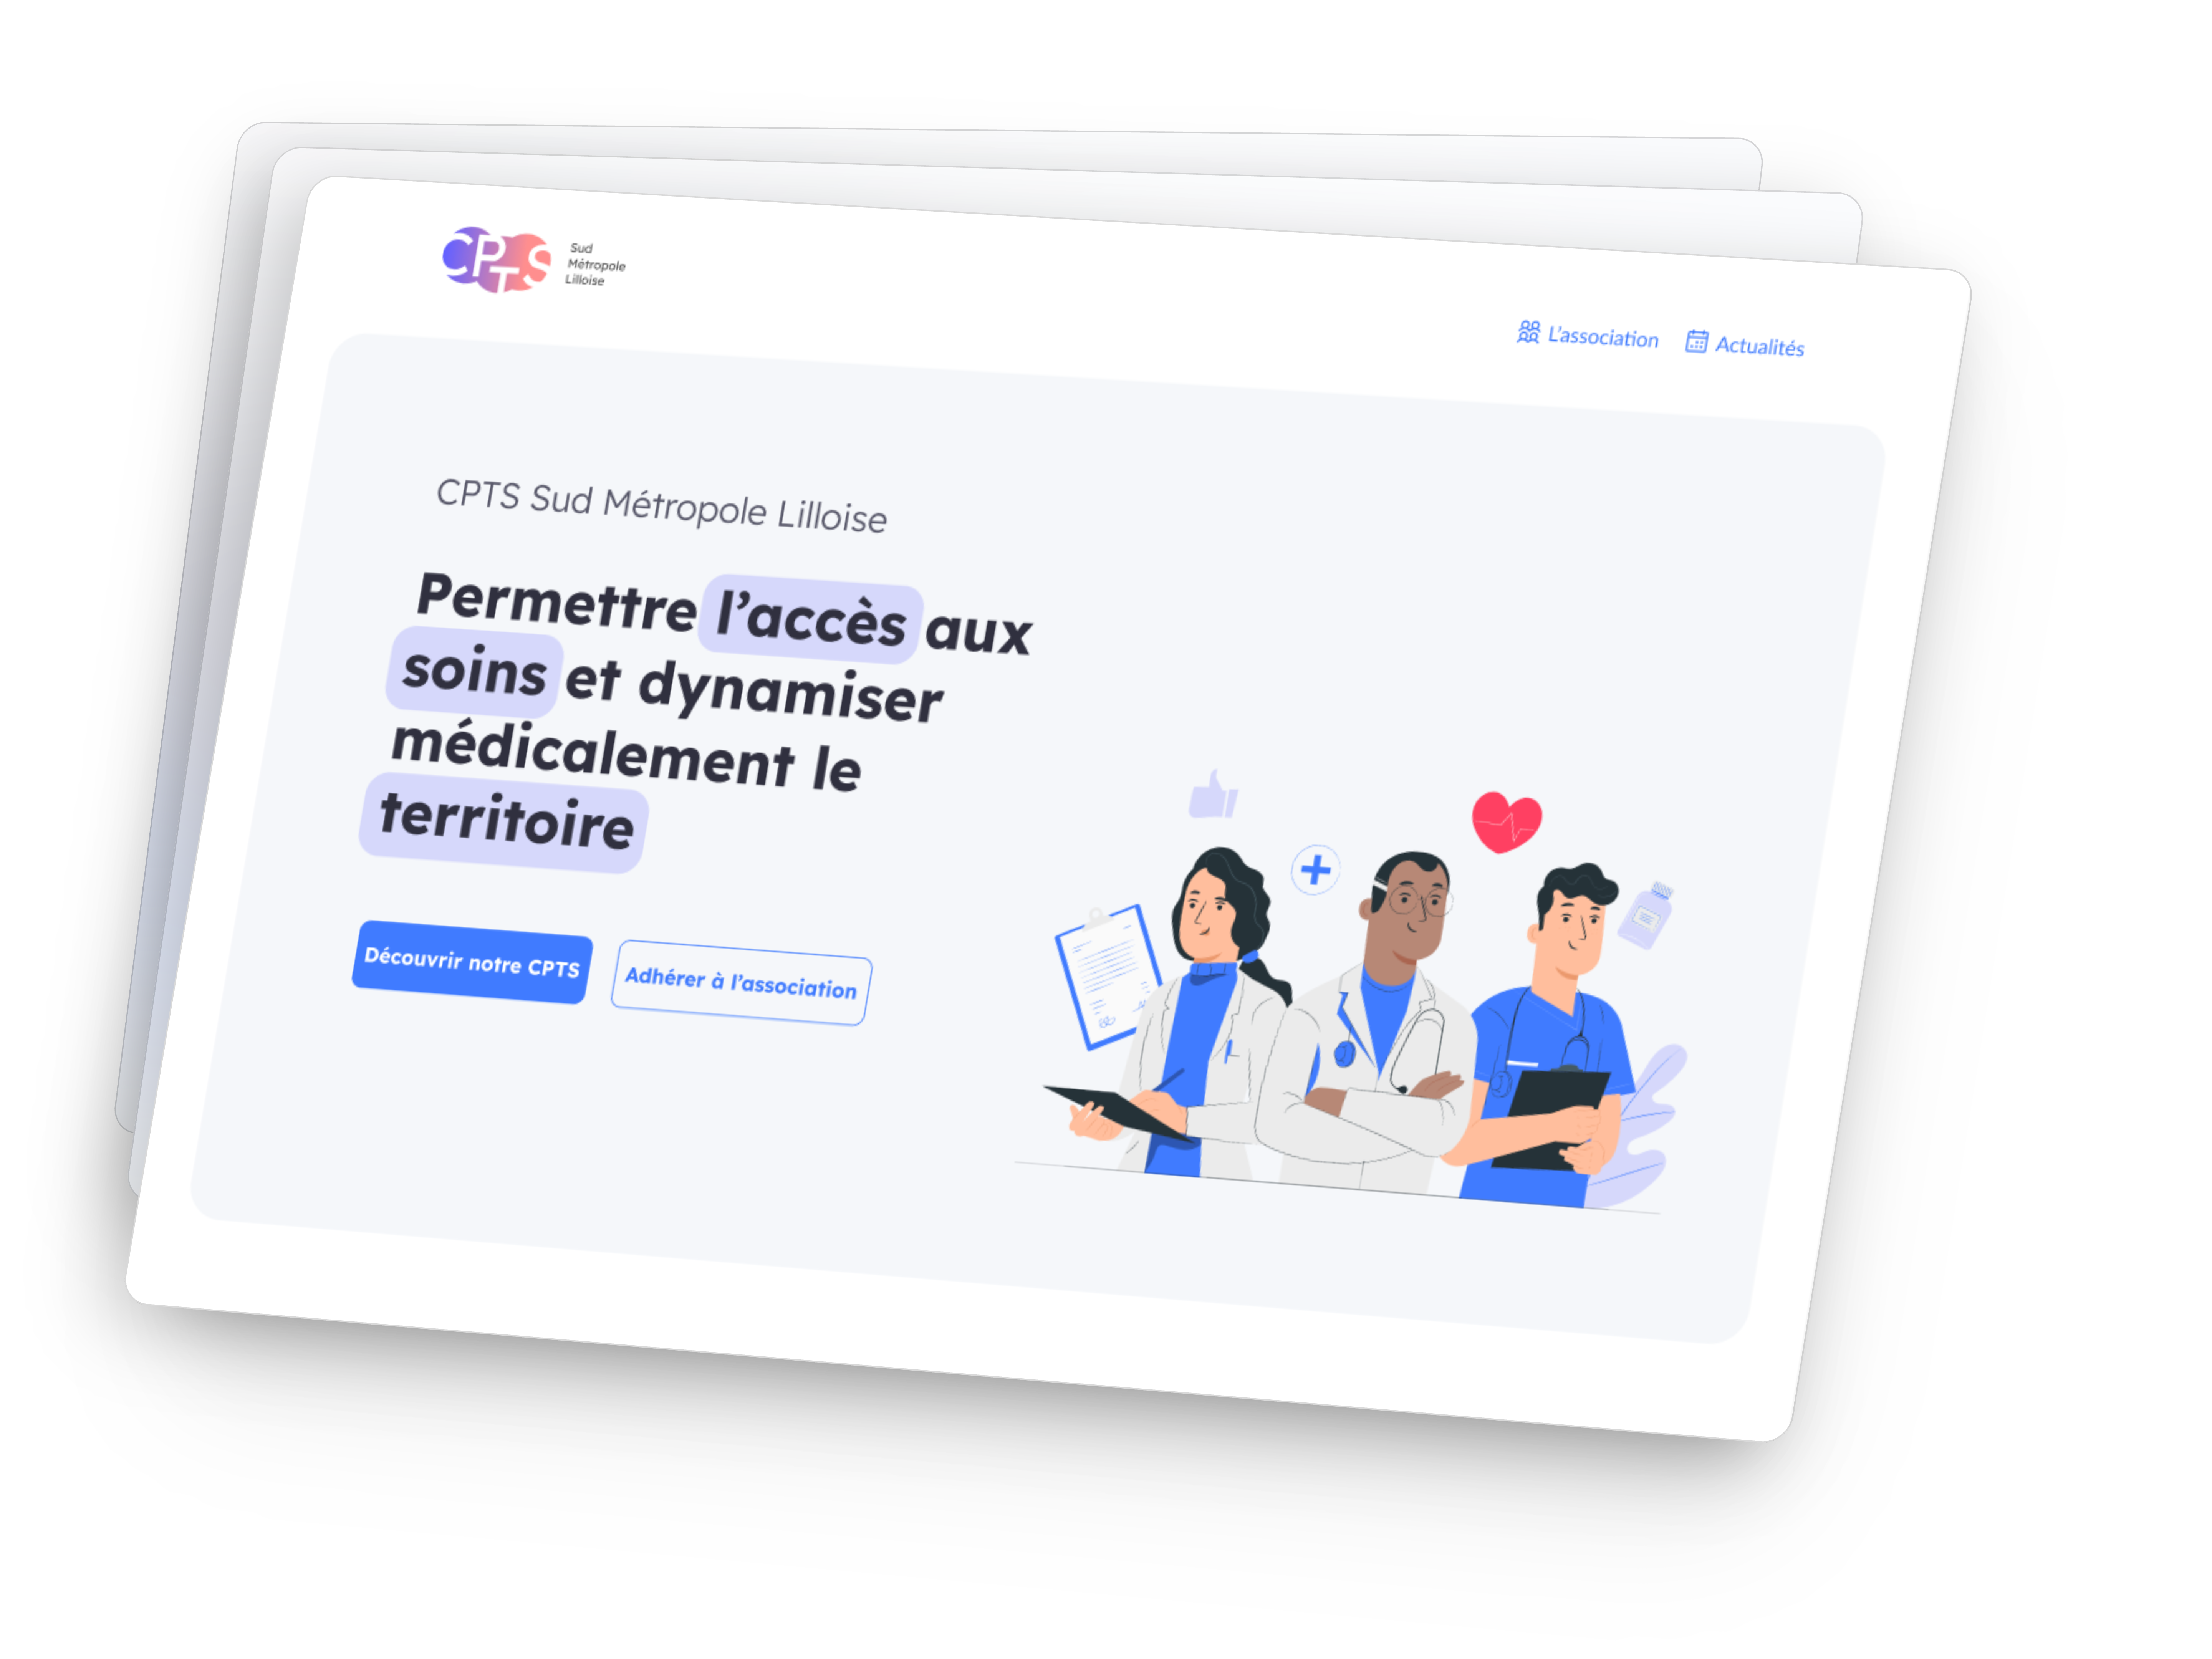 CPTS
Sud
Métropole
Lilloise
L'association
Actualités
CPTS Sud Métropole Lilloise
Permettre l'accès aux
soins et dynamiser
médicalement le
territoire
Découvrir notre CPTS
Adhérer à l'association